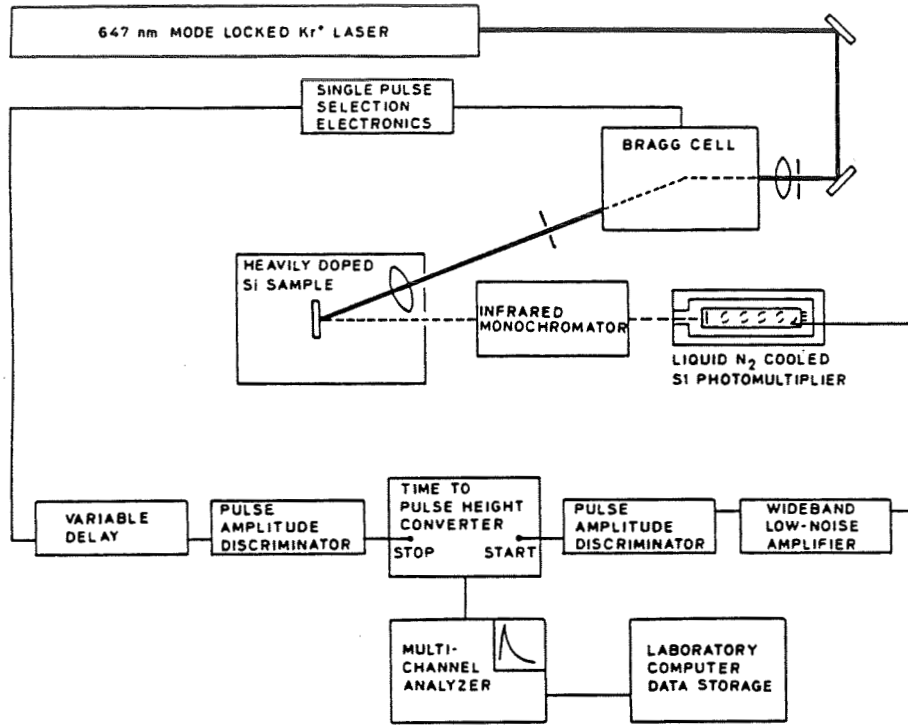 647 nm MODE LOCKED Kr⁺ LASER
SINGLE PULSE
SELECTION
ELECTRONICS
BRAGG CELL
HEAVILY DOPED
Si SAMPLE
INFRARED
MONOCHROMATOR
LIQUID N₂ COOLED
S1 PHOTOMULTIPLIER
VARIABLE
DELAY
PULSE
AMPLITUDE
DISCRIMINATOR
TIME TO
PULSE HEIGHT
CONVERTER
STOP
START
PULSE
AMPLITUDE
DISCRIMINATOR
WIDEBAND
LOW-NOISE
AMPLIFIER
MULTI-
CHANNEL
ANALYZER
LABORATORY
COMPUTER
DATA STORAGE